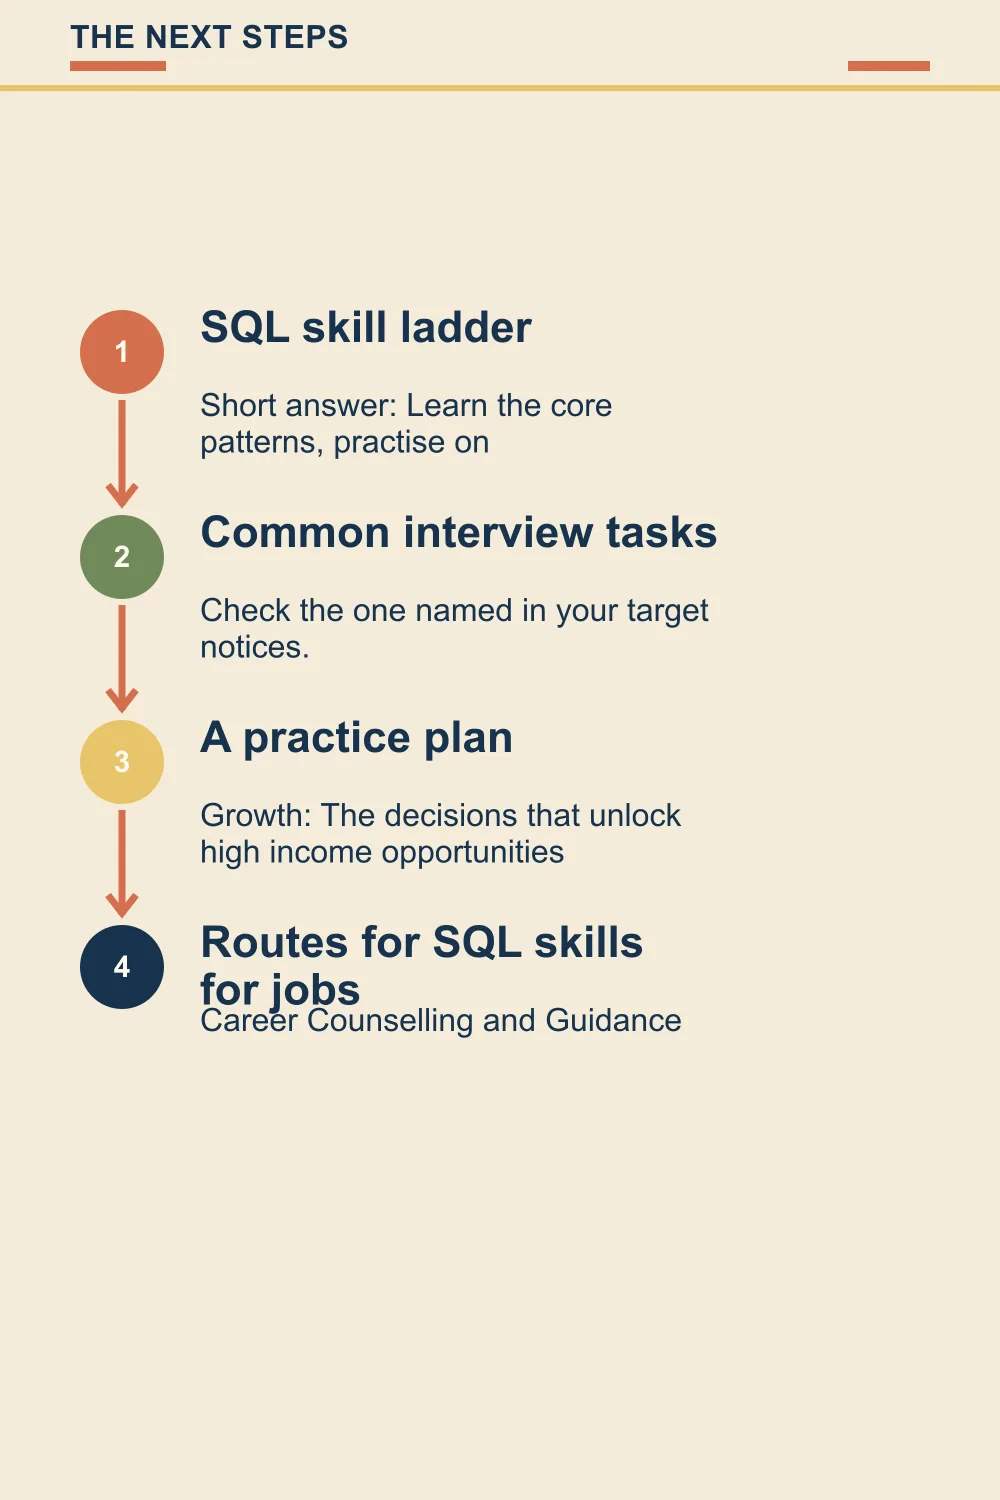 THE NEXT STEPS
1
SQL skill ladder
Short answer: Learn the core
patterns, practise on
2
Common interview tasks
Check the one named in your target
notices.
3
A practice plan
Growth: The decisions that unlock
high income opportunities
4
Routes for SQL skills
for jobs
Career Counselling and Guidance